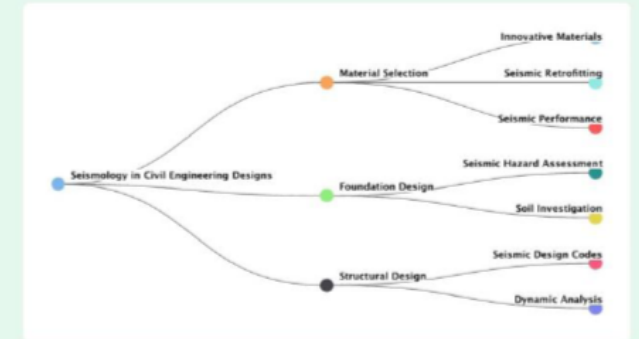 Innovative Materials
Material Selection
Seismic Retrofitting
Seismic Performance
Seismic Hazard Assessment
Seismology in Civil Engineering Designs
Foundation Design
Soil Investigation
Seismic Design Codes
Structural Design
Dynamic Analysis